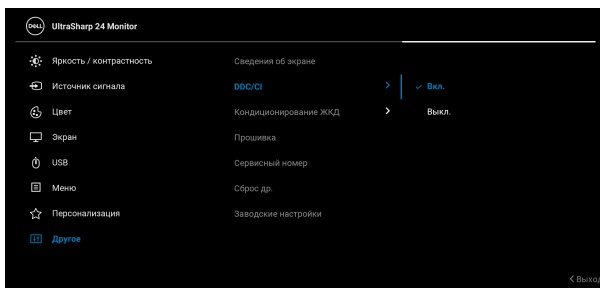 DELL UltraSharp 24 Monitor
Яркость / контрастность Сведения об экране
Источник сигнала DDC/CI Вкл.
Цвет Кондиционирование ЖКД Выкл.
Экран Прошивка
USB Сервисный номер
Меню Сброс др.
Персонализация Заводские настройки
Другое
Выход